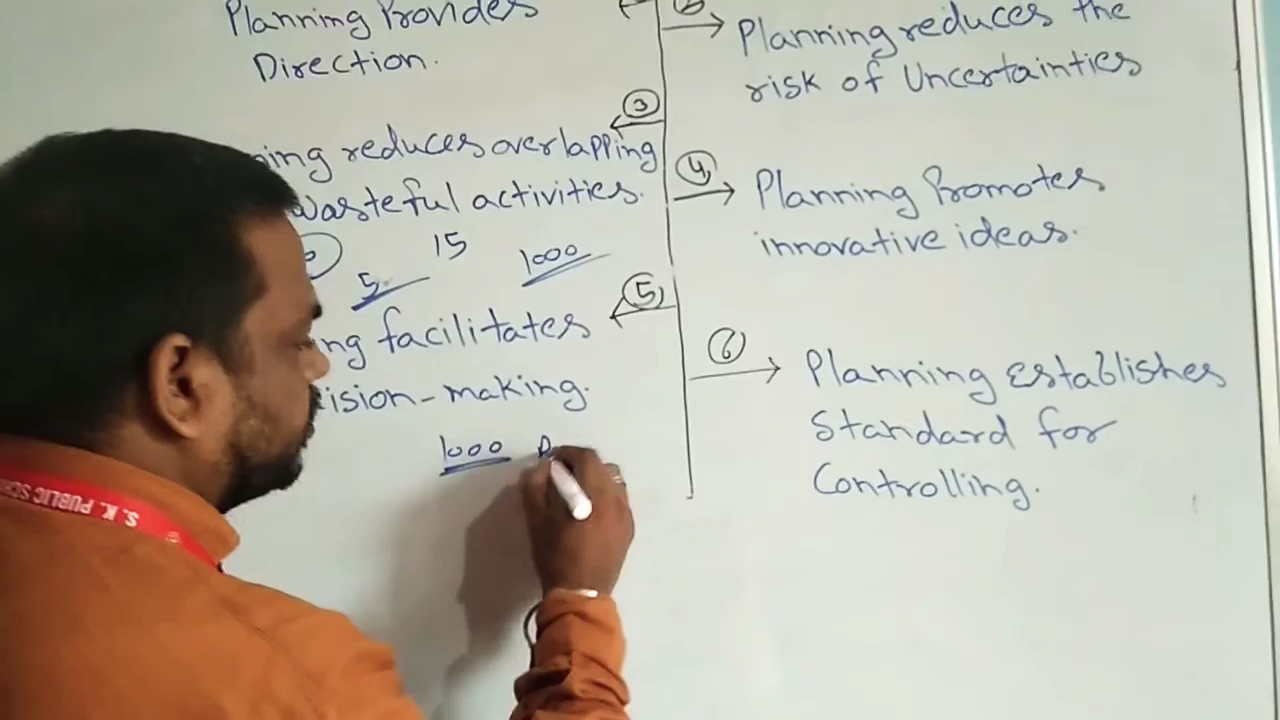 Planning Provides
Direction.
③
ing reduces overlapping
wasteful activities.
5
15
1000
⑤
ng facilitates
ision-making.
1000
Planning reduces the
risk of Uncertainties
④
Planning Promotes
innovative ideas.
⑥
Planning Establishes
Standard for
Controlling.
S. K. PUBLIC